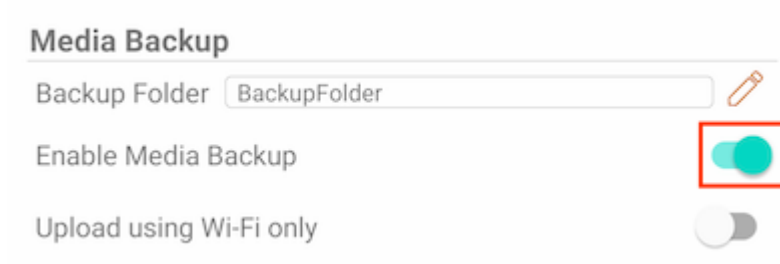 Media Backup
Backup Folder BackupFolder
Enable Media Backup
Upload using Wi-Fi only